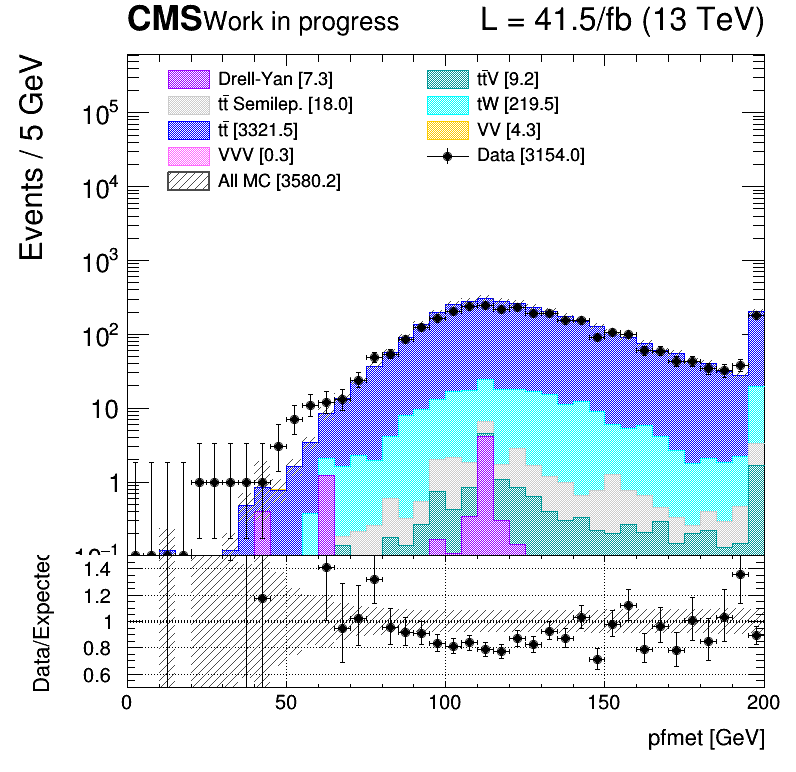 CMS Work in progress L = 41.5/fb (13 TeV)
Events / 5 GeV
Drell-Yan [7.3] tt̄V [9.2]
tt̄ Semilep. [18.0] tW [219.5]
tt̄ [3321.5] VV [4.3]
VVV [0.3] Data [3154.0]
All MC [3580.2]
10⁵
10⁴
10³
10²
10
1
10⁻¹
Data/Expected
1.4
1.2
1
0.8
0.6
0 50 100 150 200
pfmet [GeV]